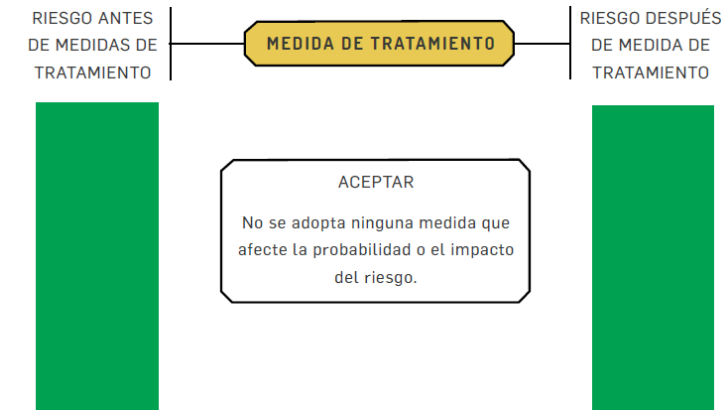 RIESGO ANTES
DE MEDIDAS DE
TRATAMIENTO
MEDIDA DE TRATAMIENTO
RIESGO DESPUÉS
DE MEDIDA DE
TRATAMIENTO
ACEPTAR
No se adopta ninguna medida que
afecte la probabilidad o el impacto
del riesgo.